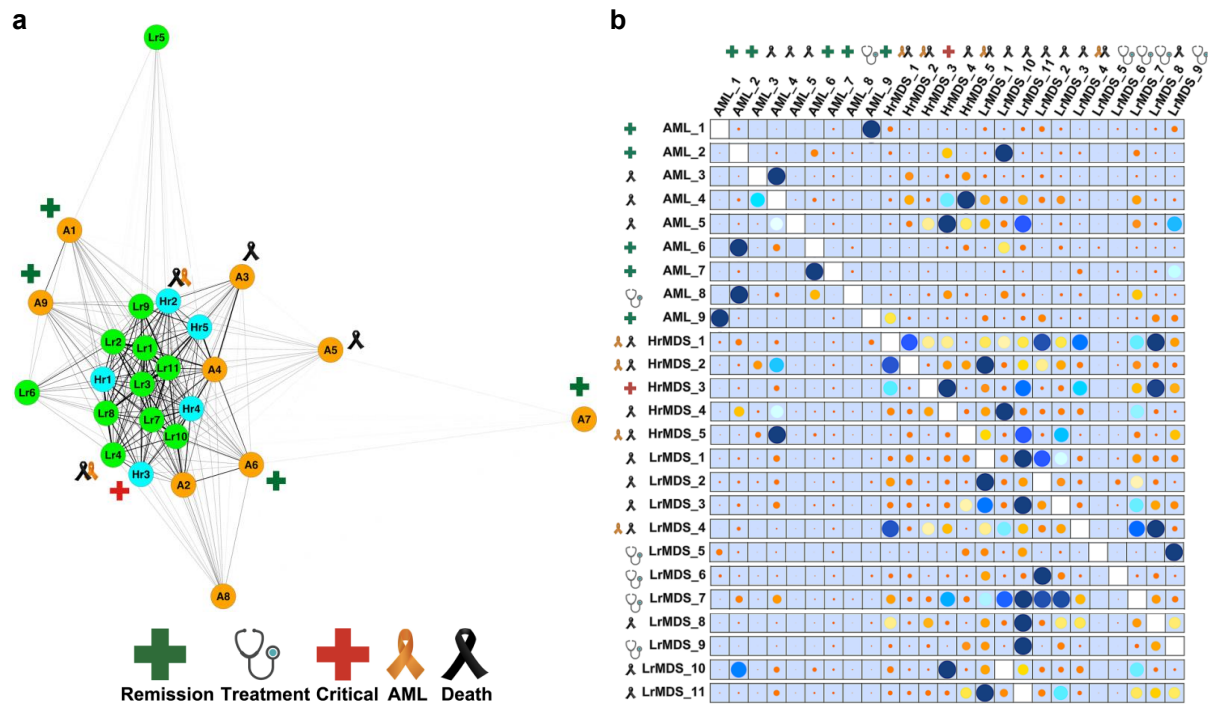 a
b
Lr5
A1
A3
A9
Lr9
Hr2
Hr5
Lr2
Lr1
A5
Lr11
A4
Hr1
Lr3
Lr6
Hr4
Lr8
Lr7
A7
Lr10
Lr4
A6
Hr3
A2
A8
Remission Treatment Critical AML Death
AML_1
AML_2
AML_3
AML_4
AML_5
AML_6
AML_7
AML_8
AML_9
HrMDS_1
HrMDS_2
HrMDS_3
HrMDS_4
HrMDS_5
LrMDS_1
LrMDS_10
LrMDS_11
LrMDS_2
LrMDS_3
LrMDS_4
LrMDS_5
LrMDS_6
LrMDS_7
LrMDS_8
LrMDS_9
AML_1
AML_2
AML_3
AML_4
AML_5
AML_6
AML_7
AML_8
AML_9
HrMDS_1
HrMDS_2
HrMDS_3
HrMDS_4
HrMDS_5
LrMDS_1
LrMDS_2
LrMDS_3
LrMDS_4
LrMDS_5
LrMDS_6
LrMDS_7
LrMDS_8
LrMDS_9
LrMDS_10
LrMDS_11